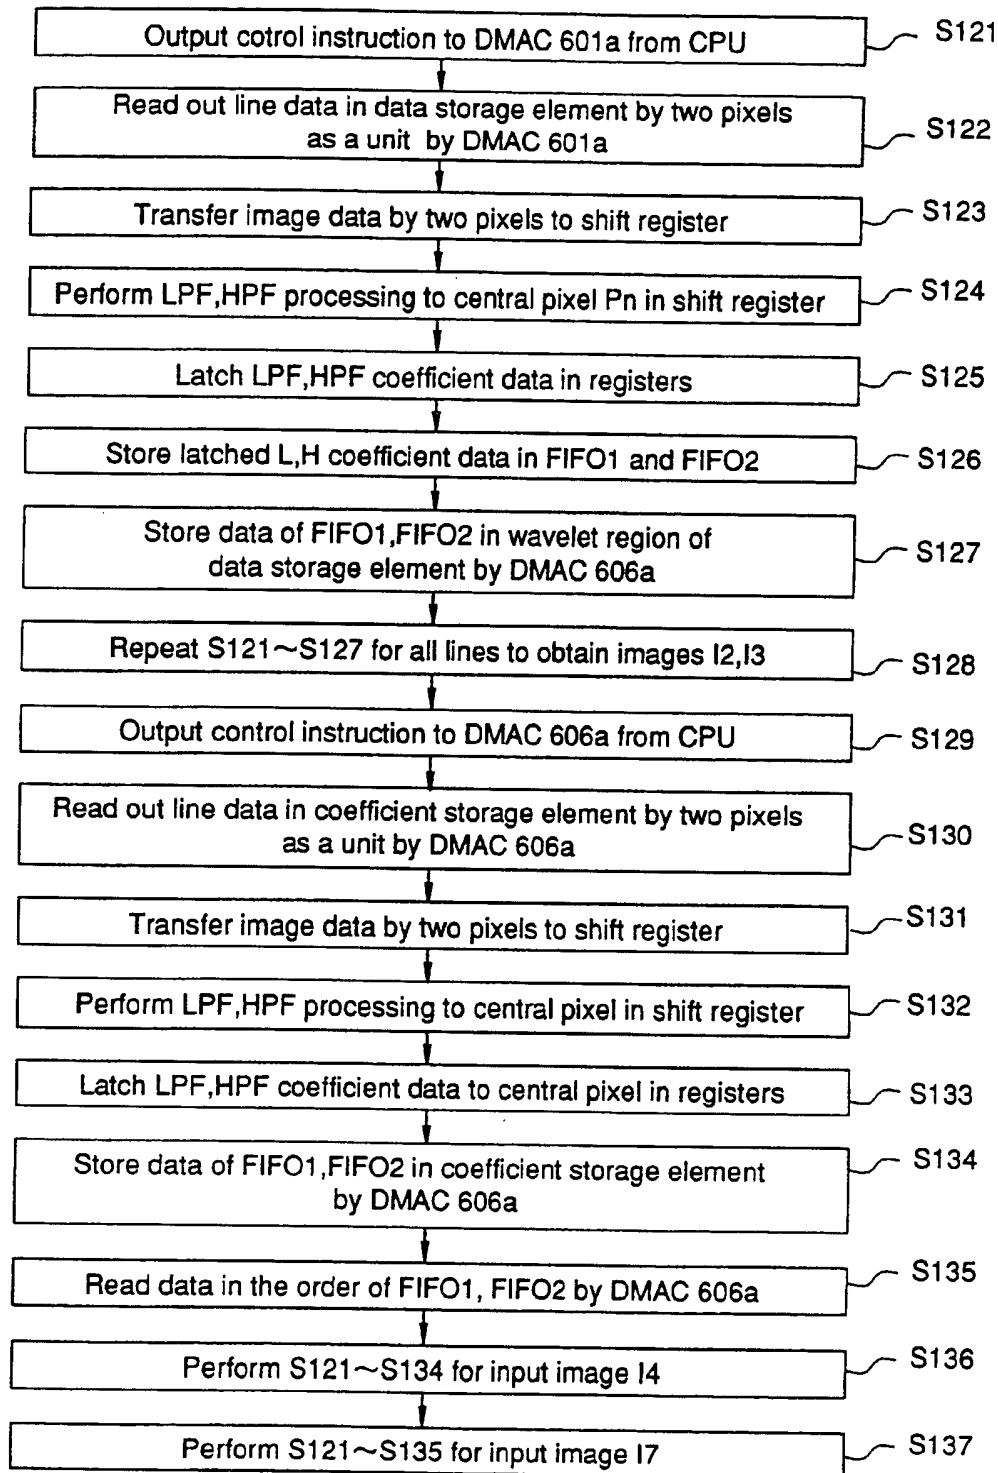 Output cotrol instruction to DMAC 601a from CPU
S121
Read out line data in data storage element by two pixels
as a unit by DMAC 601a
S122
Transfer image data by two pixels to shift register
S123
Perform LPF,HPF processing to central pixel Pn in shift register
S124
Latch LPF,HPF coefficient data in registers
S125
Store latched L,H coefficient data in FIFO1 and FIFO2
S126
Store data of FIFO1,FIFO2 in wavelet region of
data storage element by DMAC 606a
S127
Repeat S121~S127 for all lines to obtain images I2,I3
S128
Output control instruction to DMAC 606a from CPU
S129
Read out line data in coefficient storage element by two pixels
as a unit by DMAC 606a
S130
Transfer image data by two pixels to shift register
S131
Perform LPF,HPF processing to central pixel in shift register
S132
Latch LPF,HPF coefficient data to central pixel in registers
S133
Store data of FIFO1,FIFO2 in coefficient storage element
by DMAC 606a
S134
Read data in the order of FIFO1, FIFO2 by DMAC 606a
S135
Perform S121~S134 for input image I4
S136
Perform S121~S135 for input image I7
S137